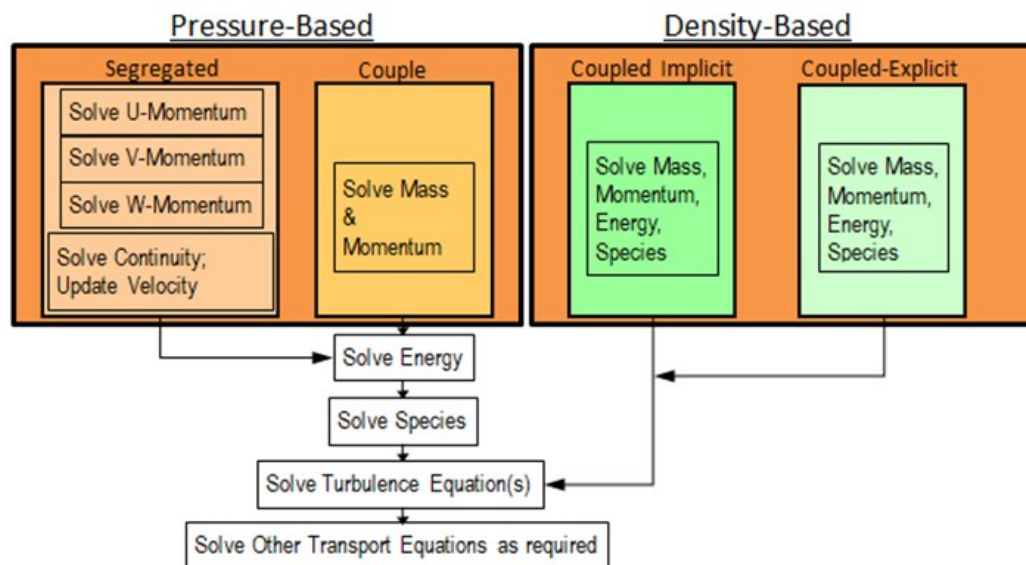 Pressure-Based
Density-Based
Segregated
Couple
Coupled Implicit
Coupled-Explicit
Solve U-Momentum
Solve V-Momentum
Solve W-Momentum
Solve Continuity;
Update Velocity
Solve Mass
&
Momentum
Solve Mass,
Momentum,
Energy,
Species
Solve Mass,
Momentum,
Energy,
Species
Solve Energy
Solve Species
Solve Turbulence Equation(s)
Solve Other Transport Equations as required